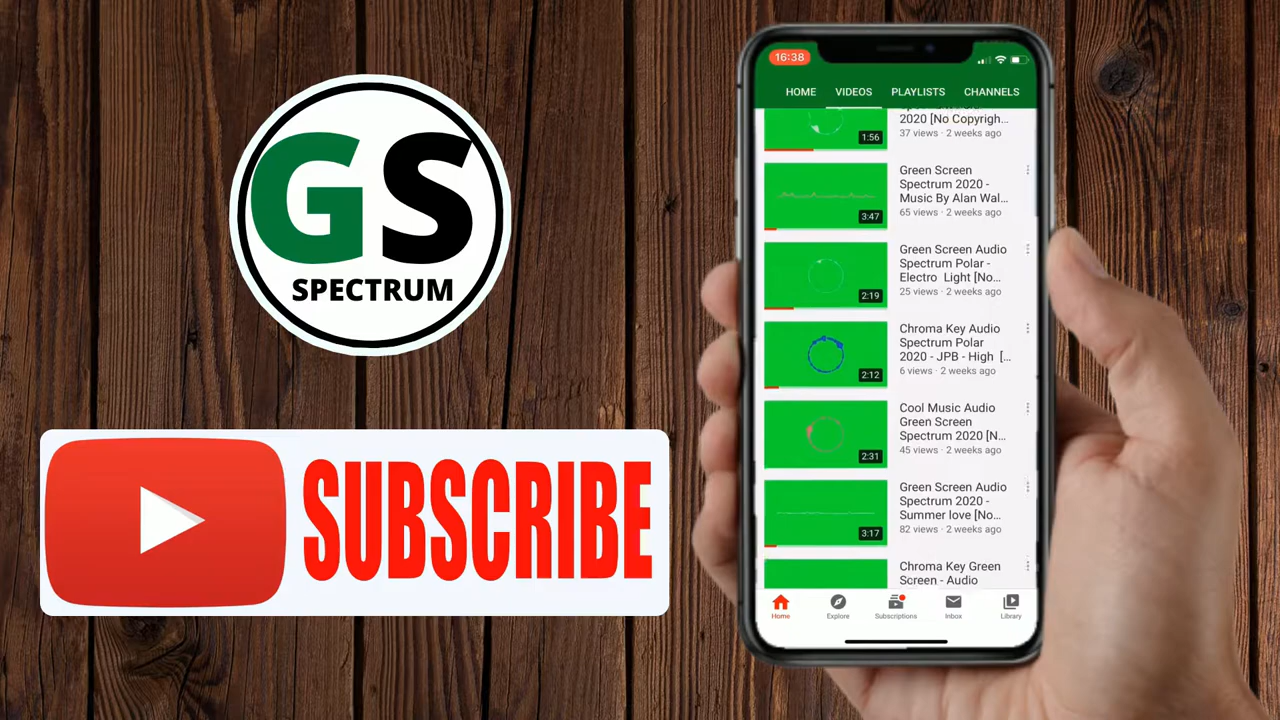 GS
SPECTRUM
SUBSCRIBE
16:38
HOME VIDEOS PLAYLISTS CHANNELS
2020 [No Copyrigh...
37 views · 2 weeks ago
1:56
Green Screen
Spectrum 2020 -
Music By Alan Wal...
65 views · 2 weeks ago
3:47
Green Screen Audio
Spectrum Polar -
Electro Light [No...
25 views · 2 weeks ago
2:19
Chroma Key Audio
Spectrum Polar
2020 - JPB - High [...
6 views · 2 weeks ago
2:12
Cool Music Audio
Green Screen
Spectrum 2020 [N...
45 views · 2 weeks ago
2:31
Green Screen Audio
Spectrum 2020 -
Summer love [No...
82 views · 2 weeks ago
3:17
Chroma Key Green
Screen - Audio
Home Explore Subscriptions Inbox Library